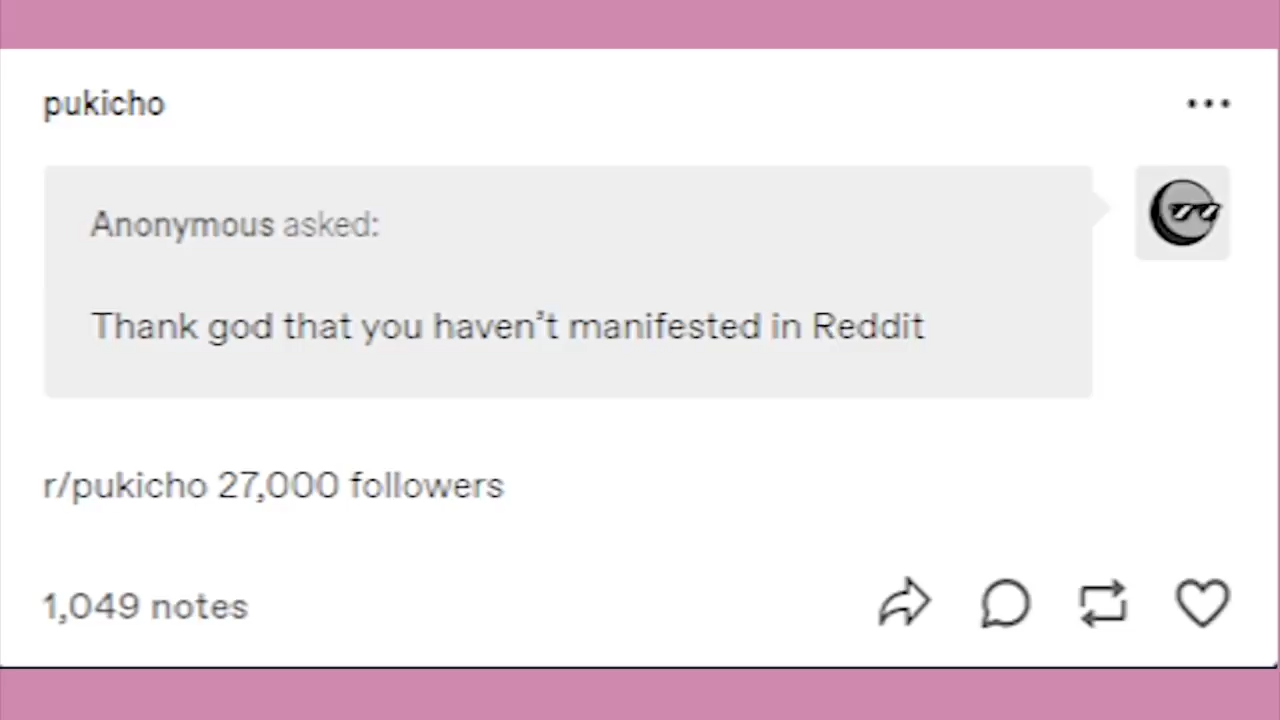 pukicho
Anonymous asked:
Thank god that you haven’t manifested in Reddit
r/pukicho 27,000 followers
1,049 notes